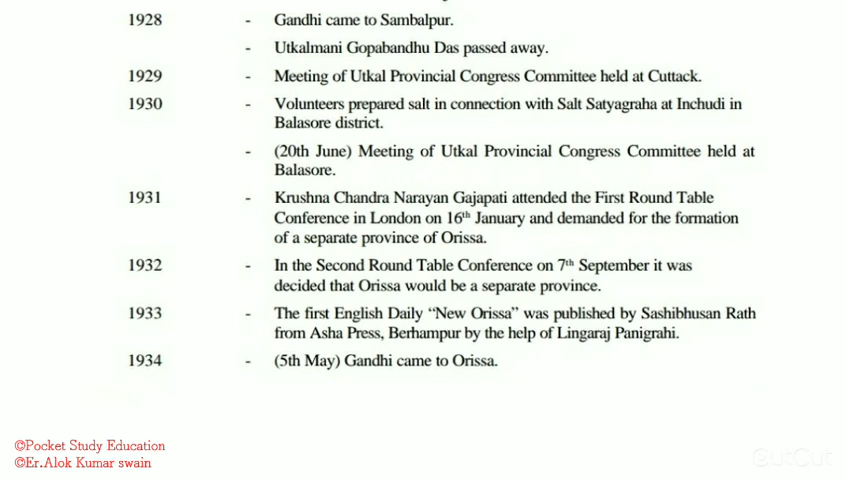 1928 - Gandhi came to Sambalpur.
- Utkalmani Gopabandhu Das passed away.
1929 - Meeting of Utkal Provincial Congress Committee held at Cuttack.
1930 - Volunteers prepared salt in connection with Salt Satyagraha at Inchudi in
Balasore district.
- (20th June) Meeting of Utkal Provincial Congress Committee held at
Balasore.
1931 - Krushna Chandra Narayan Gajapati attended the First Round Table
Conference in London on 16th January and demanded for the formation
of a separate province of Orissa.
1932 - In the Second Round Table Conference on 7th September it was
decided that Orissa would be a separate province.
1933 - The first English Daily “New Orissa” was published by Sashibhusan Rath
from Asha Press, Berhampur by the help of Lingaraj Panigrahi.
1934 - (5th May) Gandhi came to Orissa.
©Pocket Study Education
©Er.Alok Kumar swain
CutCut